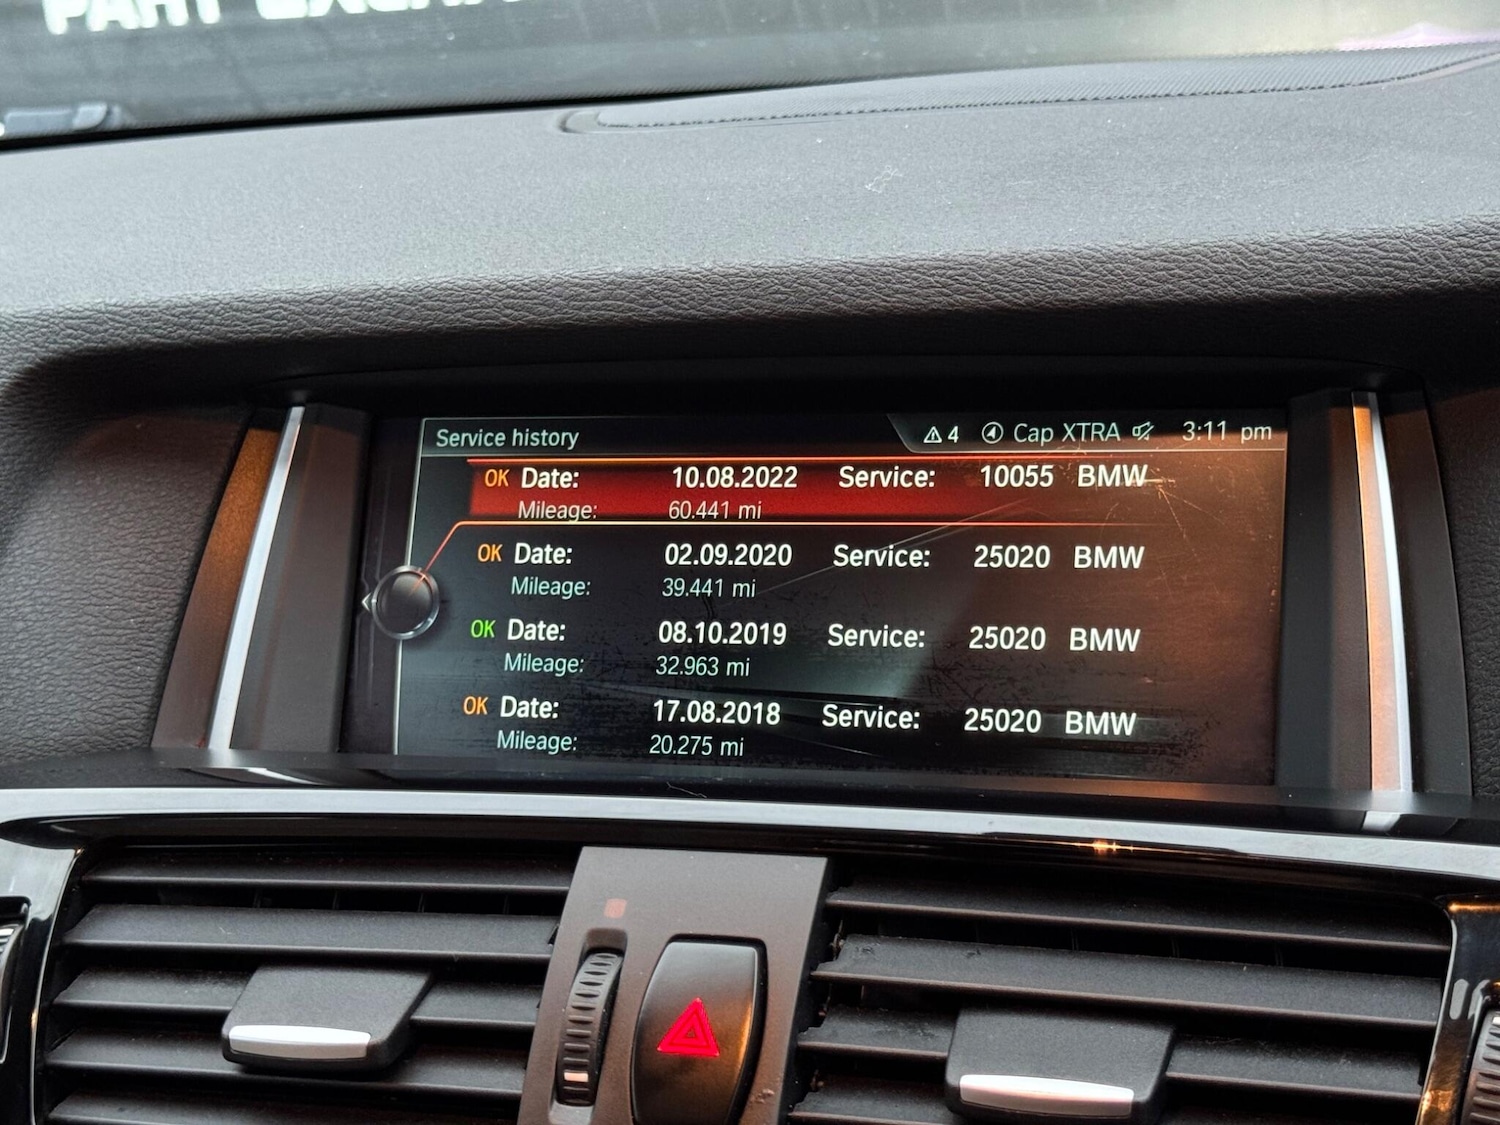 PART
Service history 4 Cap XTRA 3:11 pm
OK Date: 10.08.2022 Service: 10055 BMW
Mileage: 60.441 mi
OK Date: 02.09.2020 Service: 25020 BMW
Mileage: 39.441 mi
OK Date: 08.10.2019 Service: 25020 BMW
Mileage: 32.963 mi
OK Date: 17.08.2018 Service: 25020 BMW
Mileage: 20.275 mi